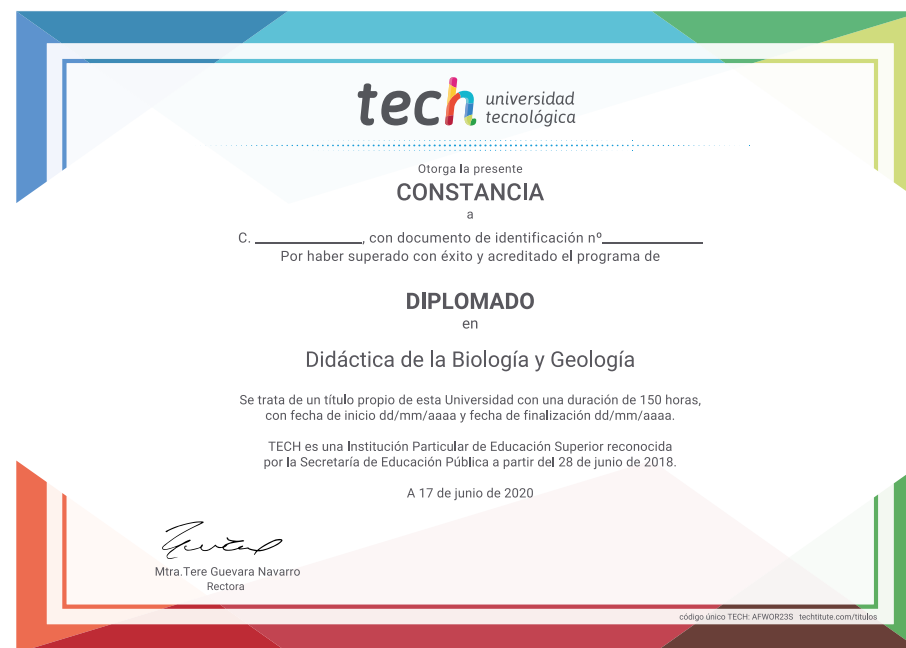 tech universidad
tecnológica
Otorga la presente
CONSTANCIA
a
C. ______________, con documento de identificación nº______________
Por haber superado con éxito y acreditado el programa de
DIPLOMADO
en
Didáctica de la Biología y Geología
Se trata de un título propio de esta Universidad con una duración de 150 horas,
con fecha de inicio dd/mm/aaaa y fecha de finalización dd/mm/aaaa.
TECH es una Institución Particular de Educación Superior reconocida
por la Secretaría de Educación Pública a partir del 28 de junio de 2018.
A 17 de junio de 2020
Mtra.Tere Guevara Navarro
Rectora
código único TECH: AFWOR23S techtitute.com/titulos